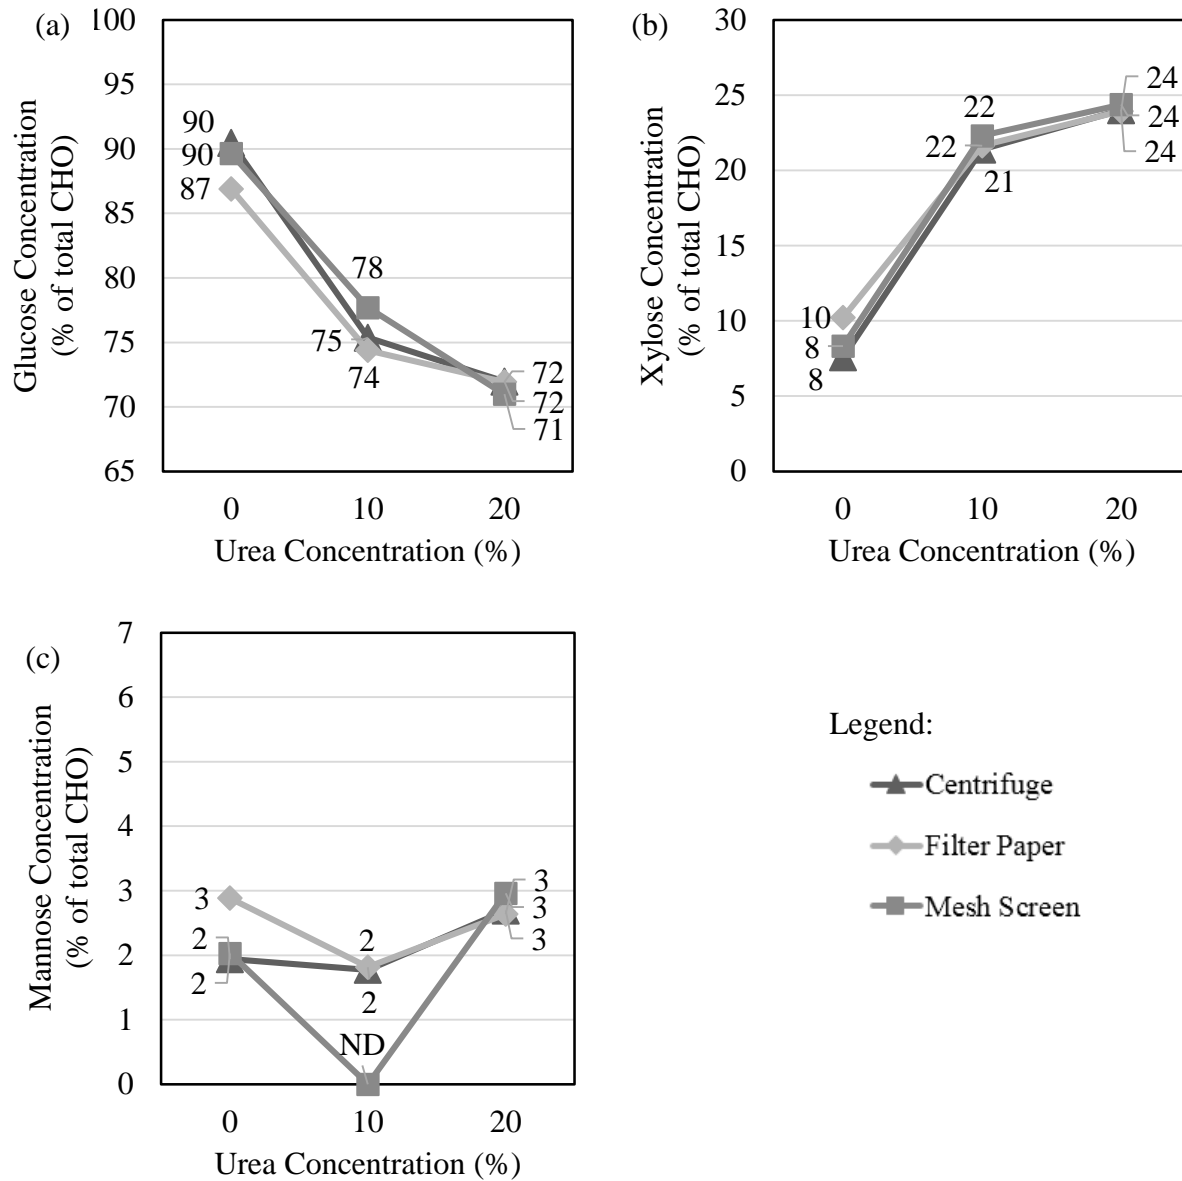 (a)
100
95
90
85
80
75
70
65
Glucose Concentration
(% of total CHO)
90
90
87
78
75
74
72
72
71
0 10 20
Urea Concentration (%)
(b)
30
25
20
15
10
5
0
Xylose Concentration
(% of total CHO)
10
8
8
22
22
21
24
24
24
0 10 20
Urea Concentration (%)
(c)
7
6
5
4
3
2
1
0
Mannose Concentration
(% of total CHO)
3
2
2
2
2
ND
3
3
3
0 10 20
Urea Concentration (%)
Legend:
Centrifuge
Filter Paper
Mesh Screen